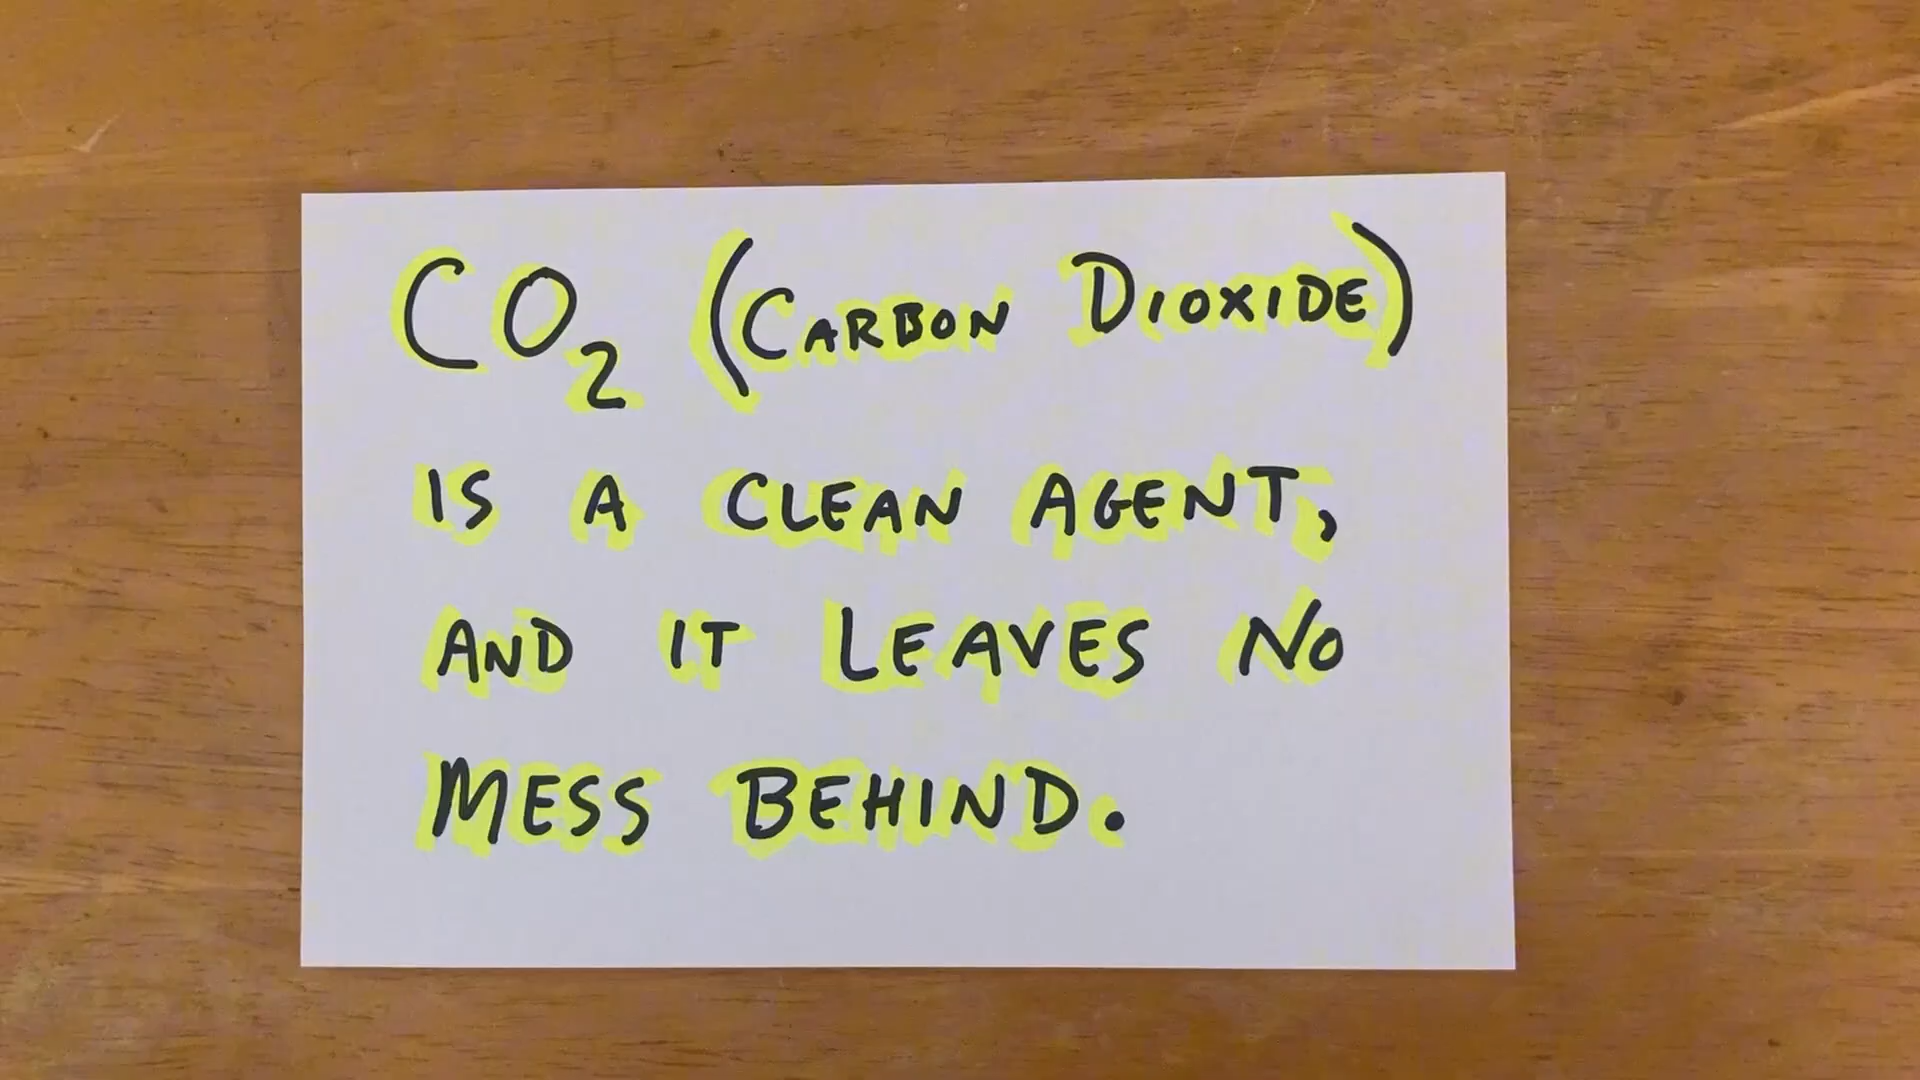 CO₂ (CARBON DIOXIDE)
IS A CLEAN AGENT,
AND IT LEAVES NO
MESS BEHIND.